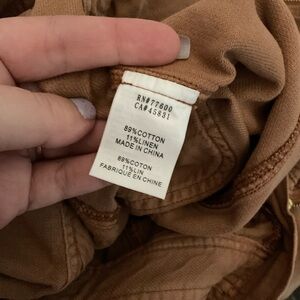 RN#77600
CA#45831
89%COTTON
11%LINEN
MADE IN CHINA
89%COTON
11%LIN
FABRIQUE EN CHINE